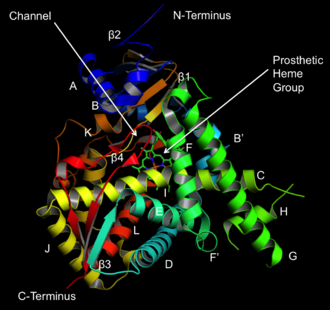 N-Terminus
Channel
β2
Prosthetic
Heme
Group
A
β1
B
K
F
B'
β4
C
I
E
H
L
J
D
G
β3
F'
C-Terminus